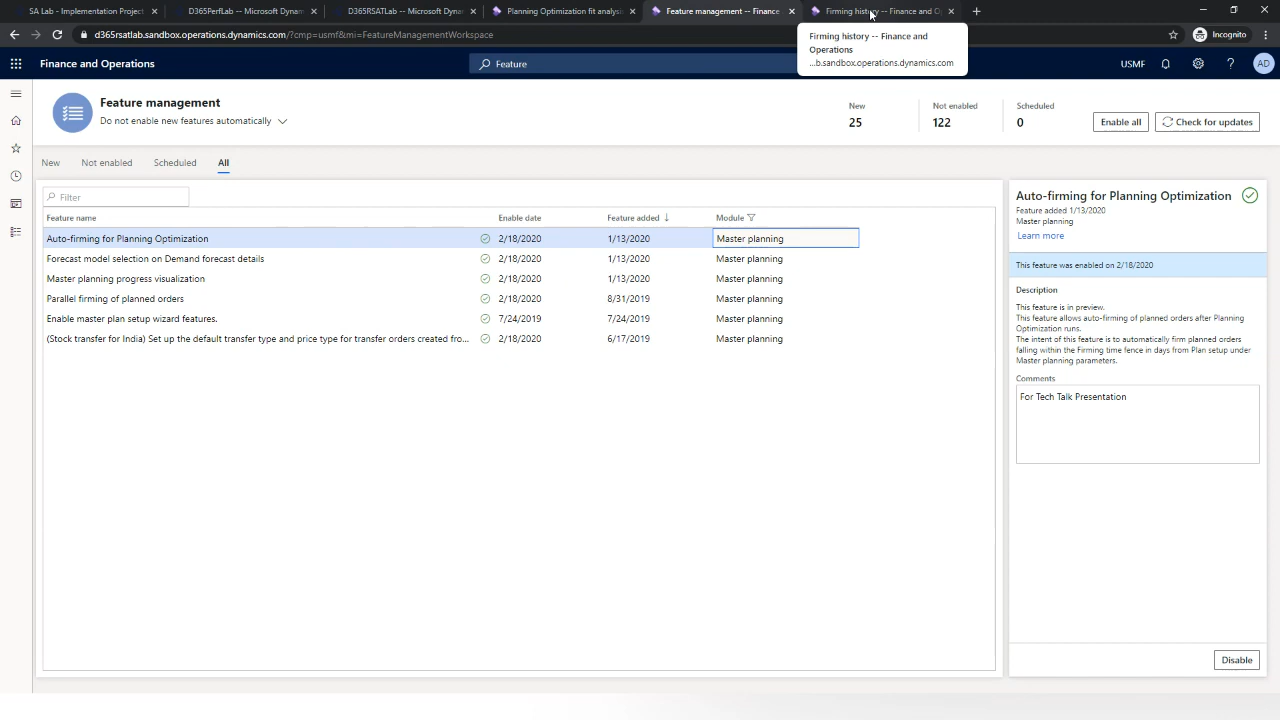 SA Lab - Implementation Project
D365PerfLab -- Microsoft Dynam
D365RSATLab -- Microsoft Dynam
Planning Optimization fit analysis
Feature management -- Finance
Firming history -- Finance and O
d365rsatlab.sandbox.operations.dynamics.com/?cmp=usmf&mi=FeatureManagementWorkspace
Incognito
Firming history -- Finance and
Operations
...b.sandbox.operations.dynamics.com
Finance and Operations
Feature
USMF
?
AD
Feature management
Do not enable new features automatically
New
25
Not enabled
122
Scheduled
0
Enable all
Check for updates
New
Not enabled
Scheduled
All
Filter
Feature name Enable date Feature added ↓ Module
Auto-firming for Planning Optimization 2/18/2020 1/13/2020 Master planning
Forecast model selection on Demand forecast details 2/18/2020 1/13/2020 Master planning
Master planning progress visualization 2/18/2020 1/13/2020 Master planning
Parallel firming of planned orders 2/18/2020 8/31/2019 Master planning
Enable master plan setup wizard features. 7/24/2019 7/24/2019 Master planning
(Stock transfer for India) Set up the default transfer type and price type for transfer orders created fro... 2/18/2020 6/17/2019 Master planning
Auto-firming for Planning Optimization
Feature added 1/13/2020
Master planning
Learn more
This feature was enabled on 2/18/2020
Description
This feature is in preview.
This feature allows auto-firming of planned orders after Planning
Optimization runs.
The intent of this feature is to automatically firm planned orders
falling within the Firming time fence in days from Plan setup under
Master planning parameters.
Comments
For Tech Talk Presentation
Disable